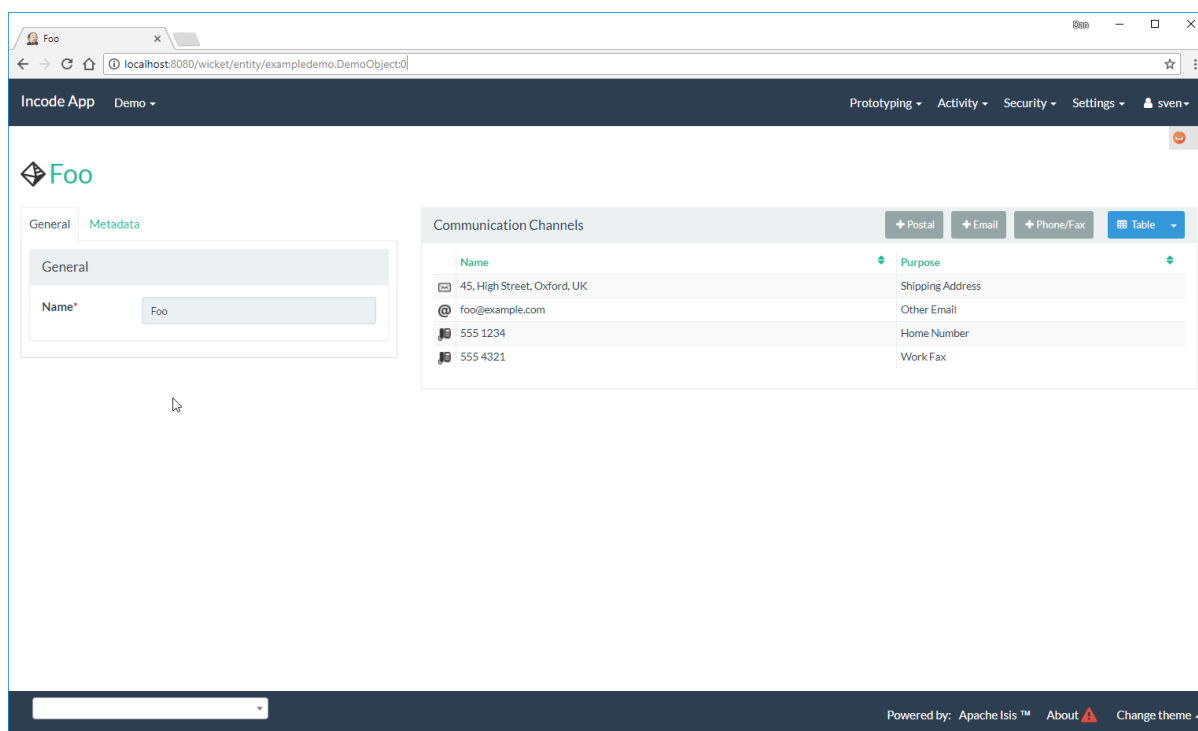 Dan
Foo
localhost:8080/wicket/entity/exampledemo.DemoObject:0
Incode App Demo Prototyping Activity Security Settings sven
Foo
General Metadata
General
Name*
Foo
Communication Channels + Postal + Email + Phone/Fax Table
Name Purpose
45, High Street, Oxford, UK Shipping Address
@ foo@example.com Other Email
555 1234 Home Number
555 4321 Work Fax
Powered by: Apache Isis ™ About Change theme